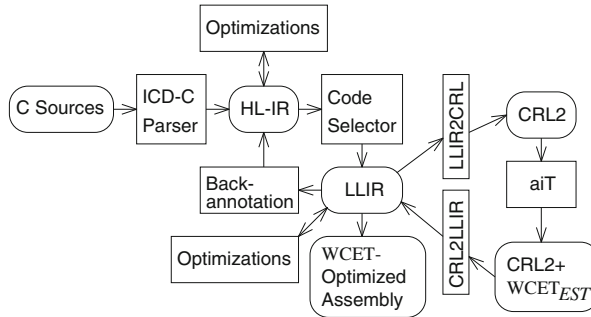 Optimizations
C Sources
ICD-C
Parser
HL-IR
Code
Selector
LLIR2CRL
CRL2
Back-
annotation
LLIR
aiT
Optimizations
WCET-
Optimized
Assembly
CRL2LLIR
CRL2+
WCET_EST